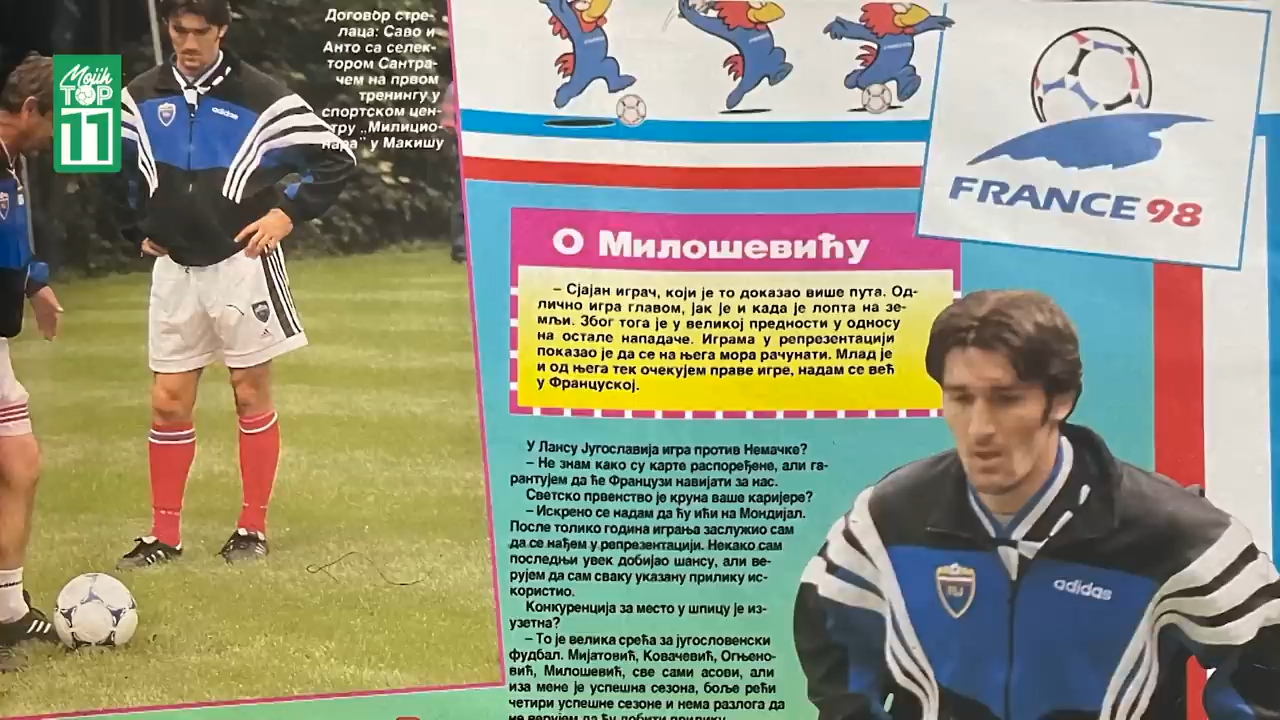 Mojih
TOP
11
Договор стре-
лаца: Саво и
Анто са селек-
тором Сантра-
чем на првом
тренингу у
спортском цен-
тру „Милицио-
нара” у Макишу
adidas
FRANCE 98
О Милошевићу
– Сјајан играч, који је то доказао више пута. Од-
лично игра главом, јак је и када је лопта на зе-
мљи. Због тога је у великој предности у односу
на остале нападаче. Играма у репрезентацији
показао је да се на њега мора рачунати. Млад је
и од њега тек очекујем праве игре, надам се већ
у Француској.
У Лансу Југославија игра против Немачке?
– Не знам како су карте распоређене, али га-
рантујем да ће Французи навијати за нас.
Светско првенство је круна ваше каријере?
– Искрено се надам да ћу ићи на Мондијал.
После толико година играња заслужио сам
да се нађем у репрезентацији. Некако сам
последњи увек добијао шансу, али ве-
рујем да сам сваку указану прилику ис-
користио.
Конкуренција за место у шпицу је из-
узетна?
– То је велика срећа за југословенски
фудбал. Мијатовић, Ковачевић, Огњено-
вић, Милошевић, све сами асови, али
иза мене је успешна сезона, боље рећи
четири успешне сезоне и нема разлога да
не верујем да ћу добити прилику
adidas